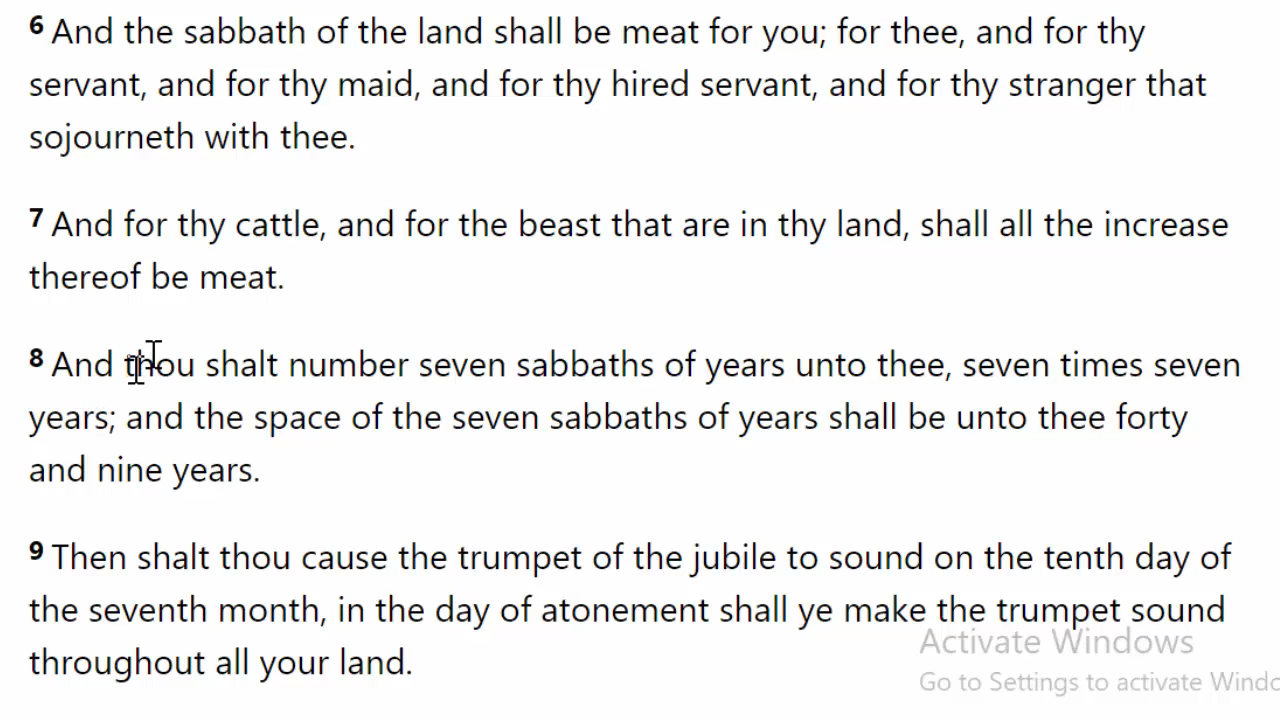 6 And the sabbath of the land shall be meat for you; for thee, and for thy
servant, and for thy maid, and for thy hired servant, and for thy stranger that
sojourneth with thee.
7 And for thy cattle, and for the beast that are in thy land, shall all the increase
thereof be meat.
8 And thou shalt number seven sabbaths of years unto thee, seven times seven
years; and the space of the seven sabbaths of years shall be unto thee forty
and nine years.
9 Then shalt thou cause the trumpet of the jubile to sound on the tenth day of
the seventh month, in the day of atonement shall ye make the trumpet sound
throughout all your land.
Activate Windows
Go to Settings to activate Windo